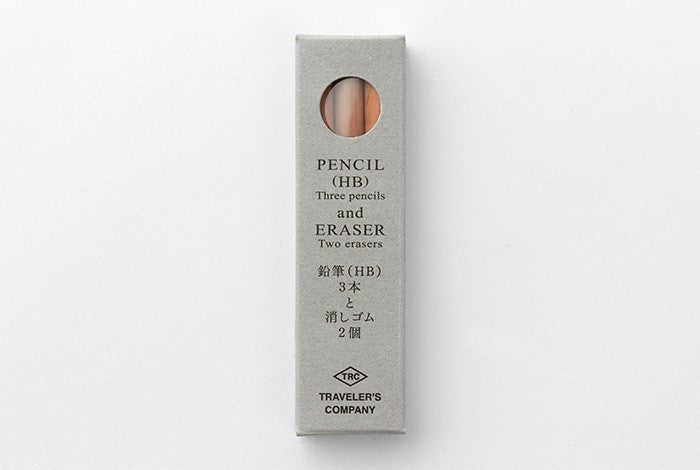 PENCIL
(HB)
Three pencils
and
ERASER
Two erasers
鉛筆(HB)
3本
と
消しゴム
2個
TRC
TRAVELER'S
COMPANY